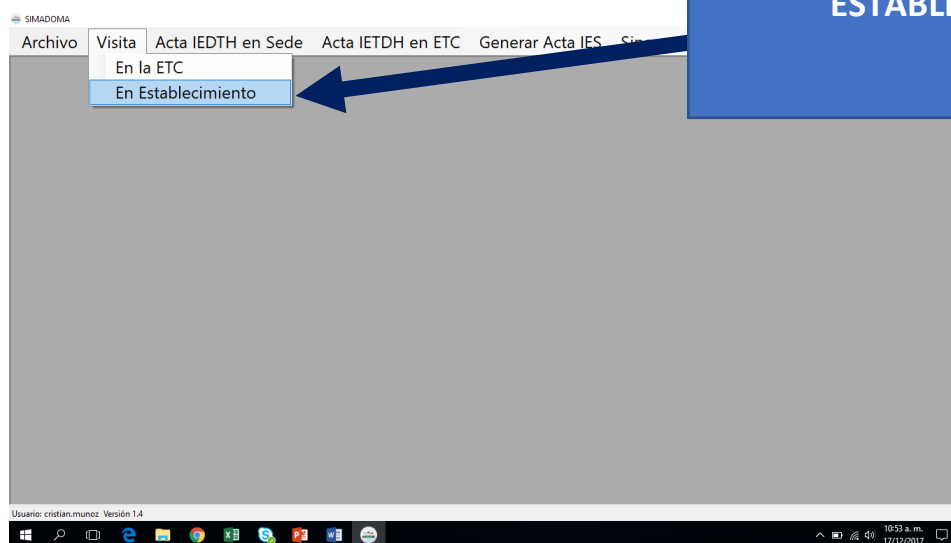 ESTABLE
SIMADOMA
Archivo Visita Acta IEDTH en Sede Acta IETDH en ETC Generar Acta IES
En la ETC
En Establecimiento
Usuario: cristian.munoz Versión 1.4
10:53 a. m.
17/12/2017